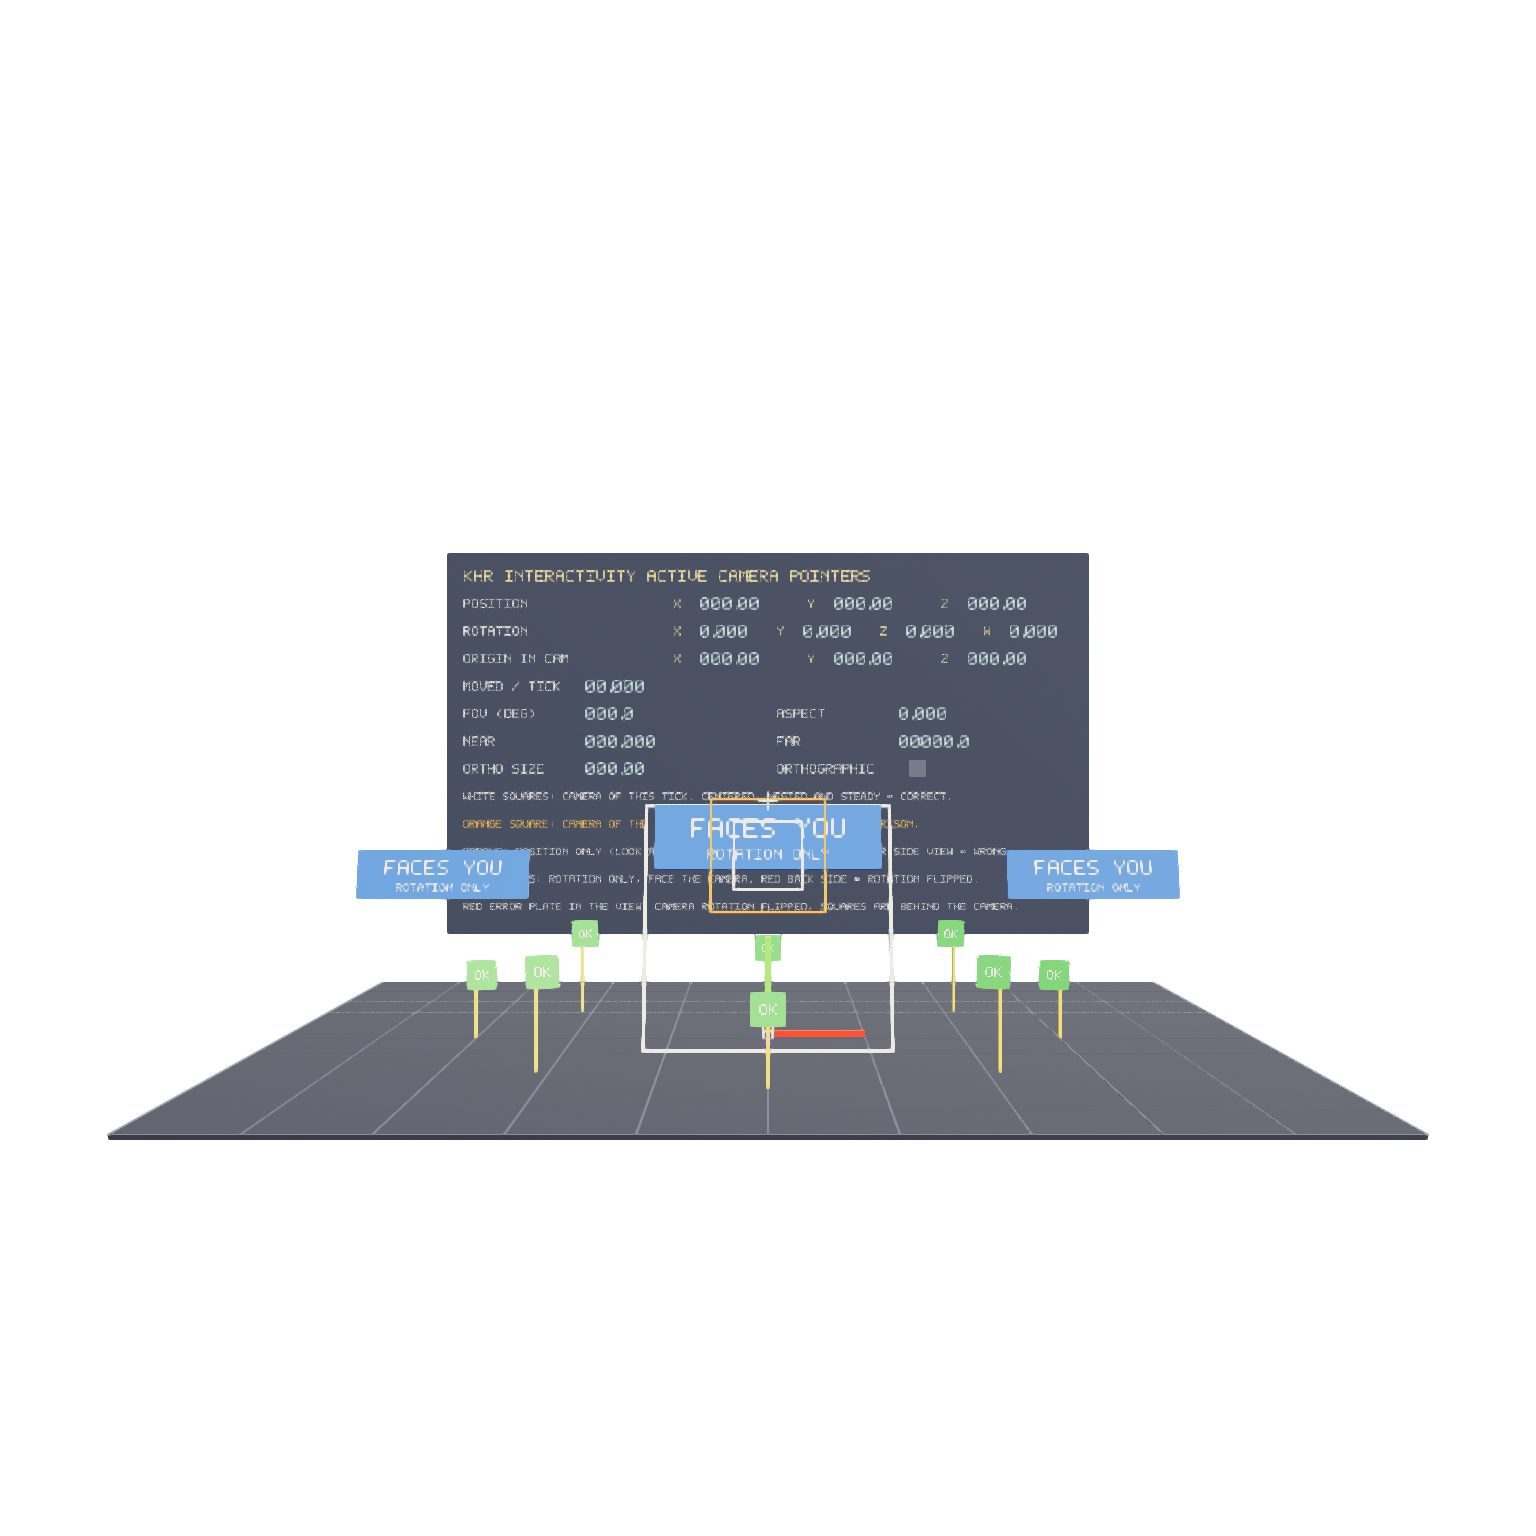 KHR INTERACTIVITY ACTIVE CAMERA POINTERS
POSITION X 000.00 Y 000.00 Z 000.00
ROTATION X 0.000 Y 0.000 Z 0.000 W 0.000
ORIGIN IN CAM X 000.00 Y 000.00 Z 000.00
MOVED / TICK 00.000
FOV (DEG) 000.0 ASPECT 0.000
NEAR 000.000 FAR 00000.0
ORTHO SIZE 000.00 ORTHOGRAPHIC
WHITE SQUARES: CAMERA OF THIS TICK. CENTERED, NESTED AND STEADY = CORRECT.
ORANGE SQUARE: CAMERA OF
POSITION ONLY SIDE VIEW = WRONG
ROTATION ONLY, FACE THE CAMERA. RED BACK SIDE = ROTATION FLIPPED.
RED ERROR PLATE IN THE VIEW: CAMERA ROTATION FLIPPED, SQUARES ARE BEHIND THE CAMERA.
FACES YOU
ROTATION ONLY
FACES YOU
ROTATION ONLY
FACES YOU
ROTATION ONLY
OK
OK
OK
OK
OK
OK
OK
OK